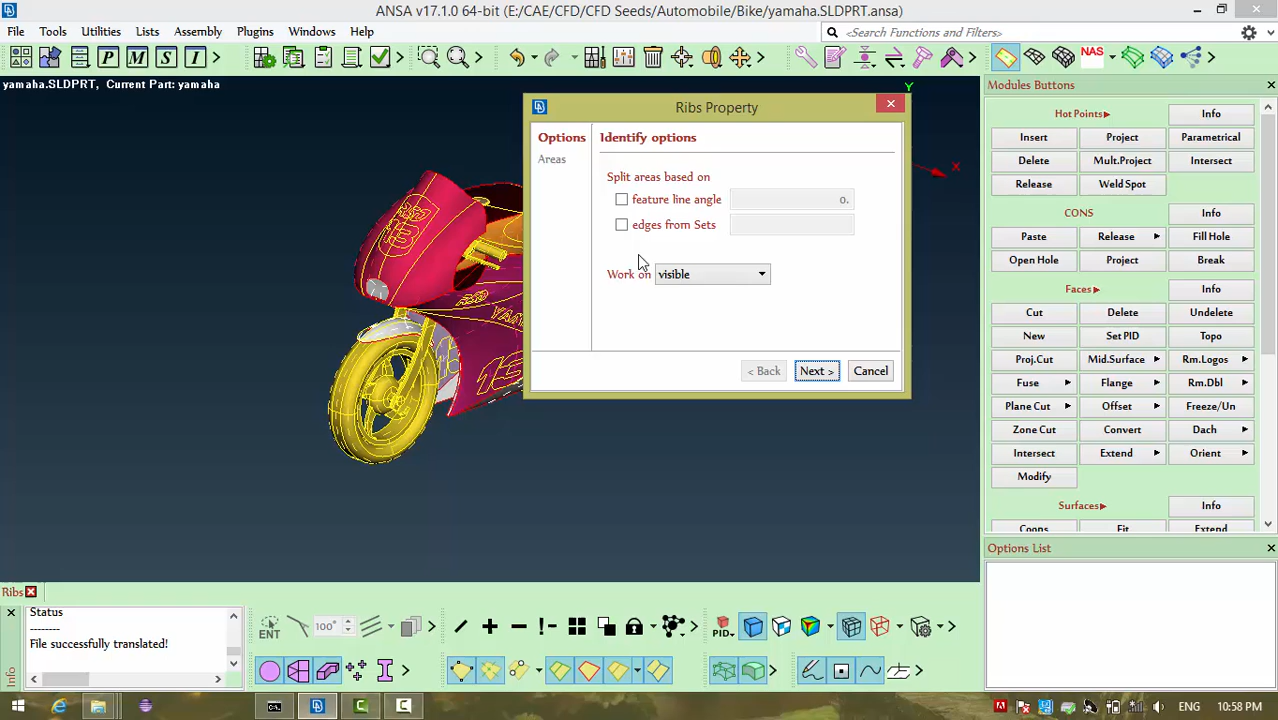 ANSA v17.1.0 64-bit (E:/CAE/CFD/CFD Seeds/Automobile/Bike/yamaha.SLDPRT.ansa)
File Tools Utilities Lists Assembly Plugins Windows Help
<Search Functions and Filters>
P M S I
NAS
yamaha.SLDPRT, Current Part: yamaha
Y
X
Ribs Property
Options
Areas
Identify options
Split areas based on
feature line angle 0.
edges from Sets
Work on visible
< Back Next > Cancel
Modules Buttons
Hot Points Info
Insert Project Parametrical
Delete Mult.Project Intersect
Release Weld Spot
CONS Info
Paste Release Fill Hole
Open Hole Project Break
Faces Info
Cut Delete Undelete
New Set PID Topo
Proj.Cut Mid.Surface Rm.Logos
Fuse Flange Rm.Dbl
Plane Cut Offset Freeze/Un
Zone Cut Convert Dach
Intersect Extend Orient
Modify
Surfaces Info
Coons Fit Extend
Options List
Ribs
Info
Status
--------
File successfully translated!
ENT 100°
PID
ENG 10:58 PM